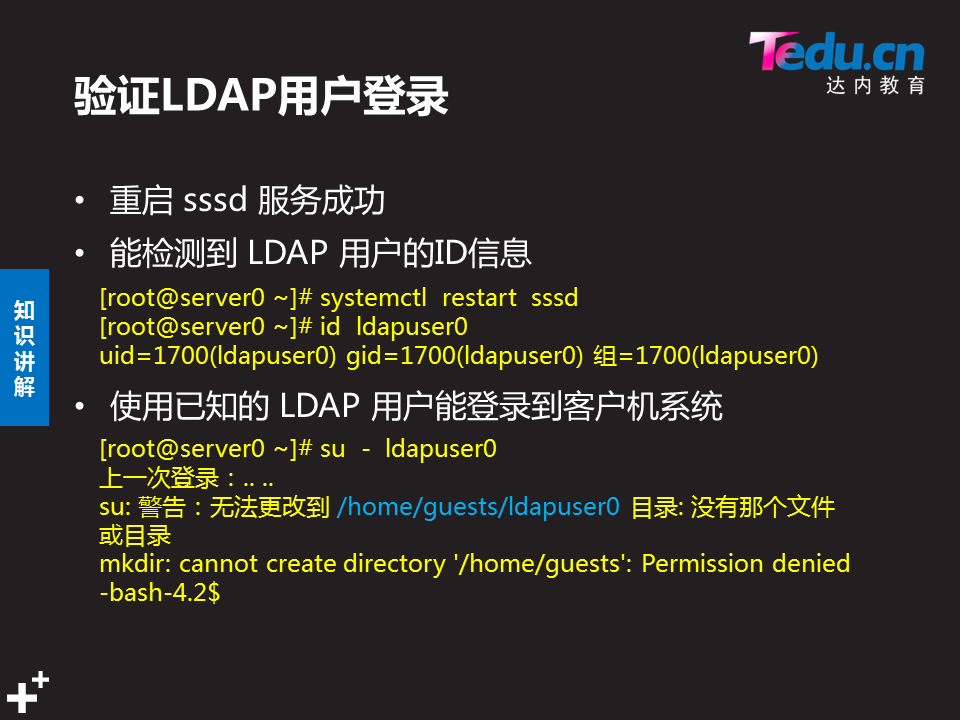 Tedu.cn
达内教育
验证LDAP用户登录
• 重启 sssd 服务成功
• 能检测到 LDAP 用户的ID信息
[root@server0 ~]# systemctl restart sssd
[root@server0 ~]# id ldapuser0
uid=1700(ldapuser0) gid=1700(ldapuser0) 组=1700(ldapuser0)
知识讲解
• 使用已知的 LDAP 用户能登录到客户机系统
[root@server0 ~]# su - ldapuser0
上一次登录：.. ..
su: 警告：无法更改到 /home/guests/ldapuser0 目录: 没有那个文件
或目录
mkdir: cannot create directory '/home/guests': Permission denied
-bash-4.2$